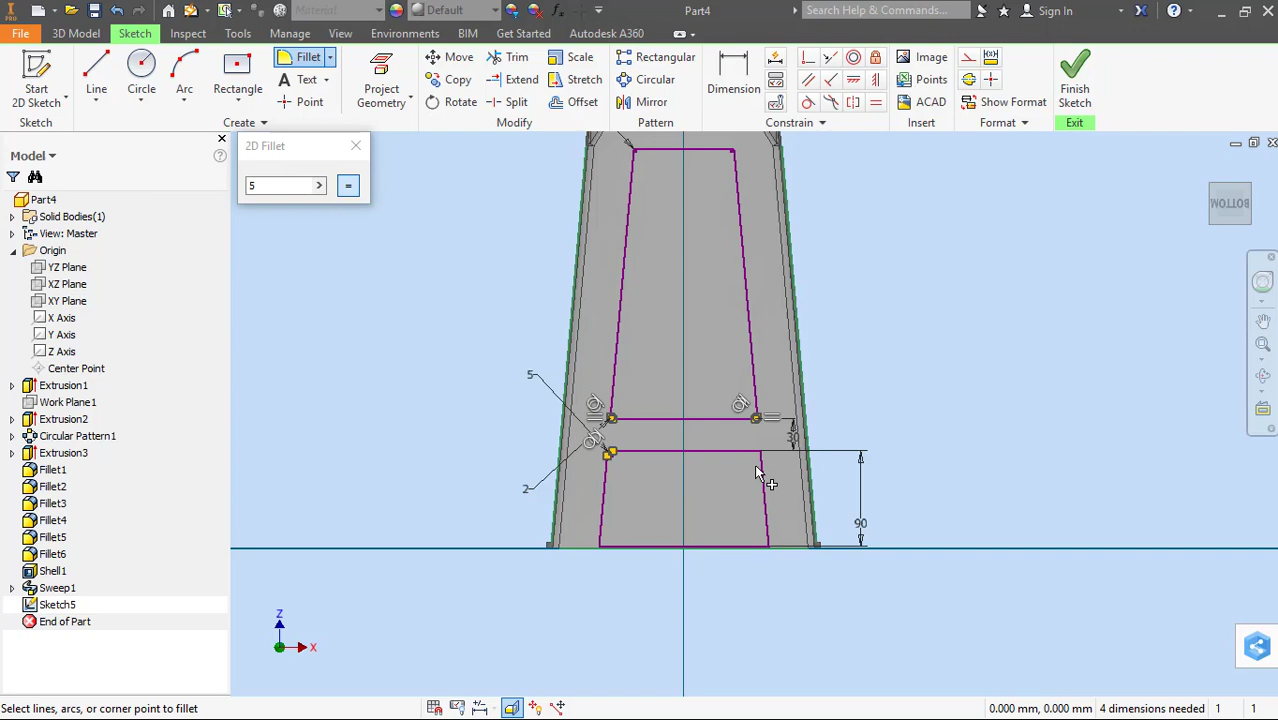 PRO
Material
Default
Part4
Search Help & Commands...
Sign In
File
3D Model
Sketch
Inspect
Tools
Manage
View
Environments
BIM
Get Started
Autodesk A360
Start
2D Sketch
Line
Circle
Arc
Rectangle
Fillet
Text
Point
Project
Geometry
Move
Trim
Scale
Copy
Extend
Stretch
Rotate
Split
Offset
Rectangular
Circular
Mirror
Dimension
Image
Points
ACAD
Show Format
Finish
Sketch
Sketch
Create
Modify
Pattern
Constrain
Insert
Format
Exit
Model
2D Fillet
5
=
Part4
Solid Bodies(1)
View: Master
Origin
YZ Plane
XZ Plane
XY Plane
X Axis
Y Axis
Z Axis
Center Point
Extrusion1
Work Plane1
Extrusion2
Circular Pattern1
Extrusion3
Fillet1
Fillet2
Fillet3
Fillet4
Fillet5
Fillet6
Shell1
Sweep1
Sketch5
End of Part
BOTTOM
5
30
2
90
Z
X
Select lines, arcs, or corner point to fillet
0.000 mm, 0.000 mm
4 dimensions needed
1
1